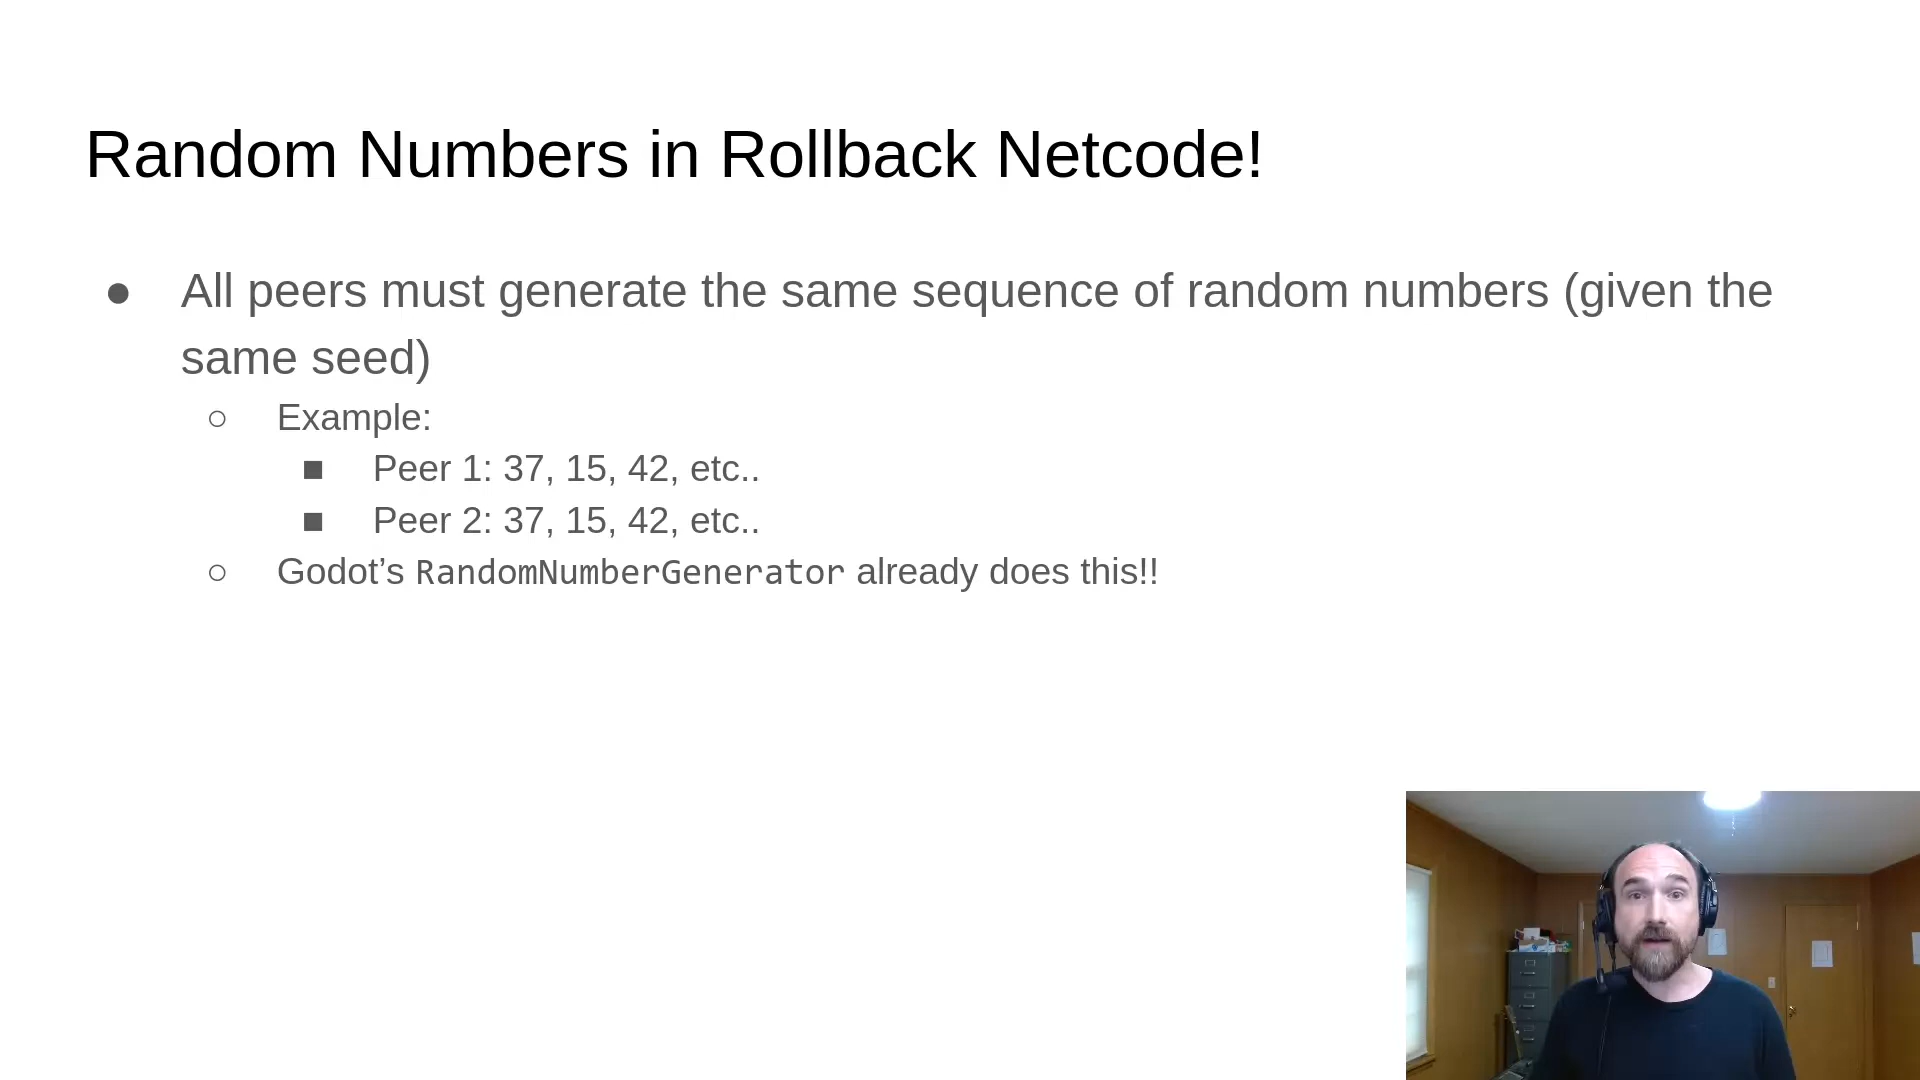 Random Numbers in Rollback Netcode!
● All peers must generate the same sequence of random numbers (given the
same seed)
○ Example:
■ Peer 1: 37, 15, 42, etc..
■ Peer 2: 37, 15, 42, etc..
○ Godot’s RandomNumberGenerator already does this!!